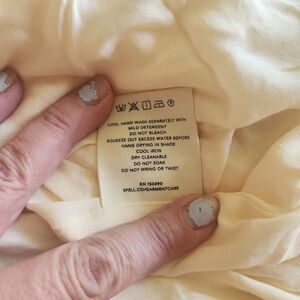 COOL HAND WASH SEPARATELY WITH
MILD DETERGENT
DO NOT BLEACH
SQUEEZE OUT EXCESS WATER BEFORE
HANG DRYING IN SHADE
COOL IRON
DRY CLEANABLE
DO NOT SOAK
DO NOT WRING OR TWIST
RN 150890
SPELL.CO/GARMENTCARE